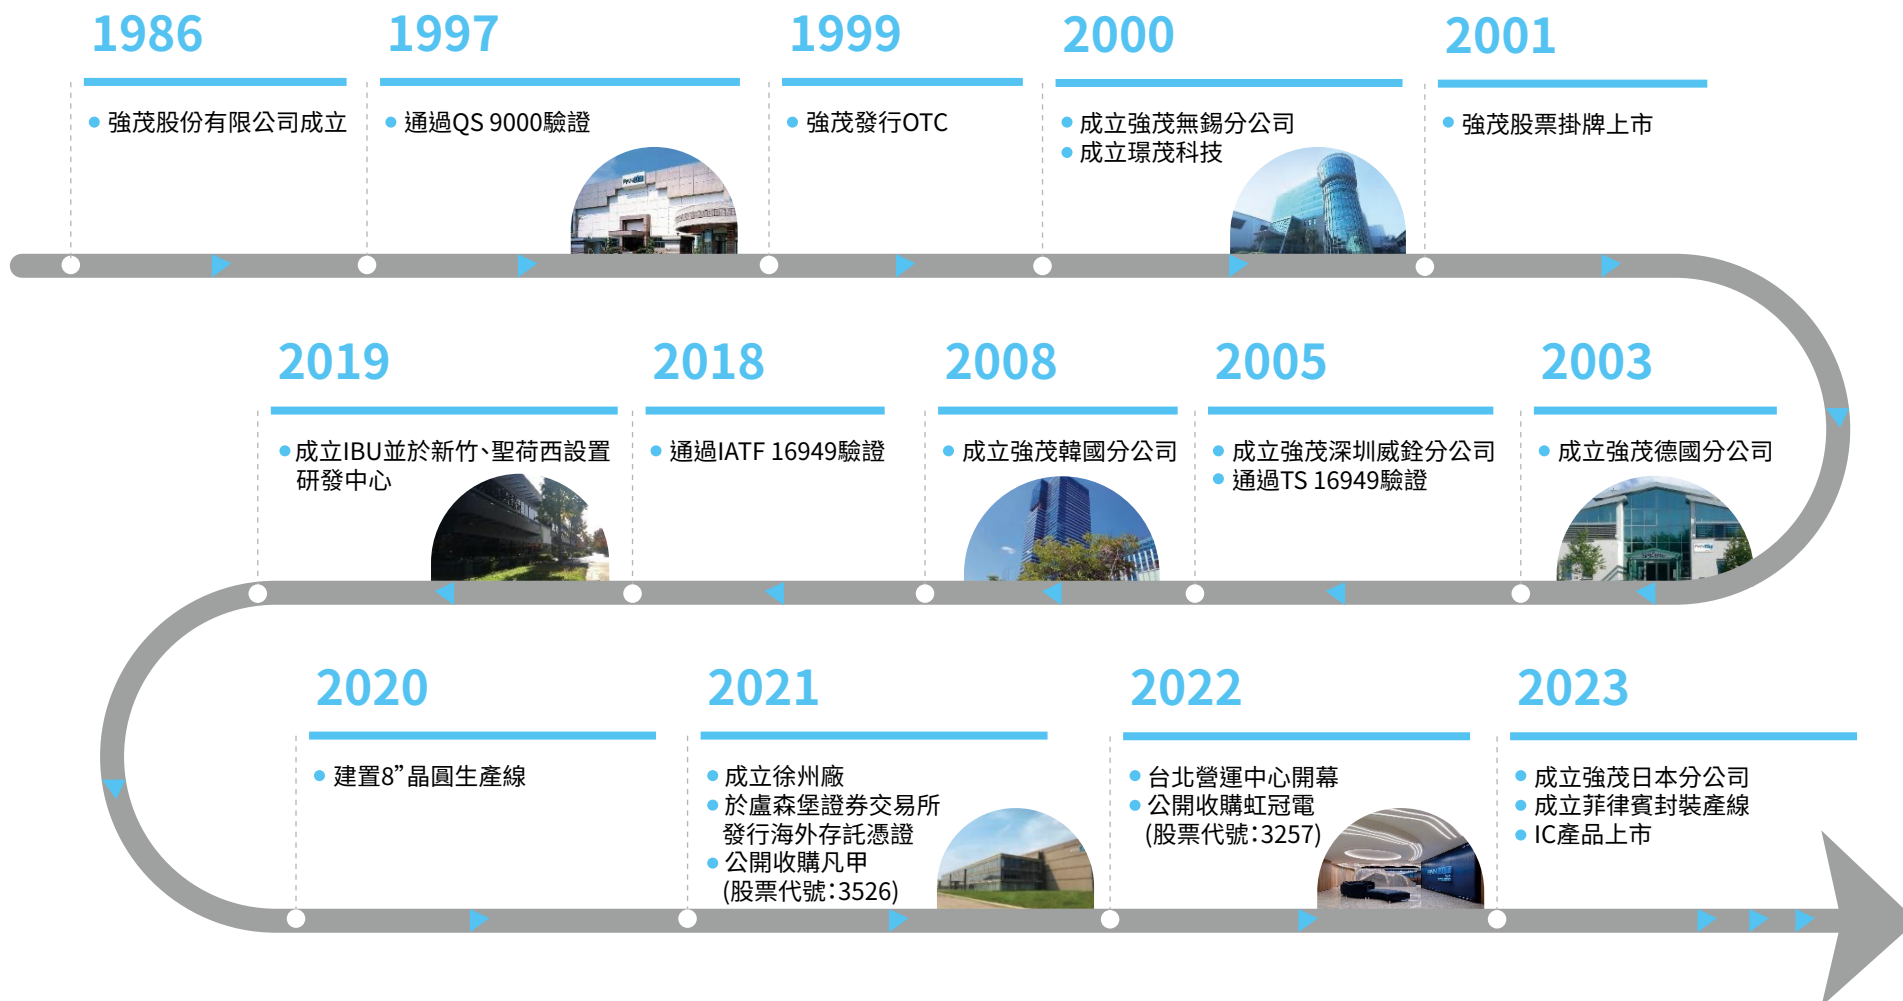 1986
強茂股份有限公司成立
1997
通過QS 9000驗證
1999
強茂發行OTC
2000
成立強茂無錫分公司
成立璟茂科技
2001
強茂股票掛牌上市
2003
成立強茂德國分公司
2005
成立強茂深圳威銓分公司
通過TS 16949驗證
2008
成立強茂韓國分公司
2018
通過IATF 16949驗證
2019
成立IBU並於新竹、聖荷西設置
研發中心
2020
建置8”晶圓生產線
2021
成立徐州廠
於盧森堡證券交易所
發行海外存託憑證
公開收購凡甲
(股票代號：3526)
2022
台北營運中心開幕
公開收購虹冠電
(股票代號：3257)
2023
成立強茂日本分公司
成立菲律賓封裝產線
IC產品上市